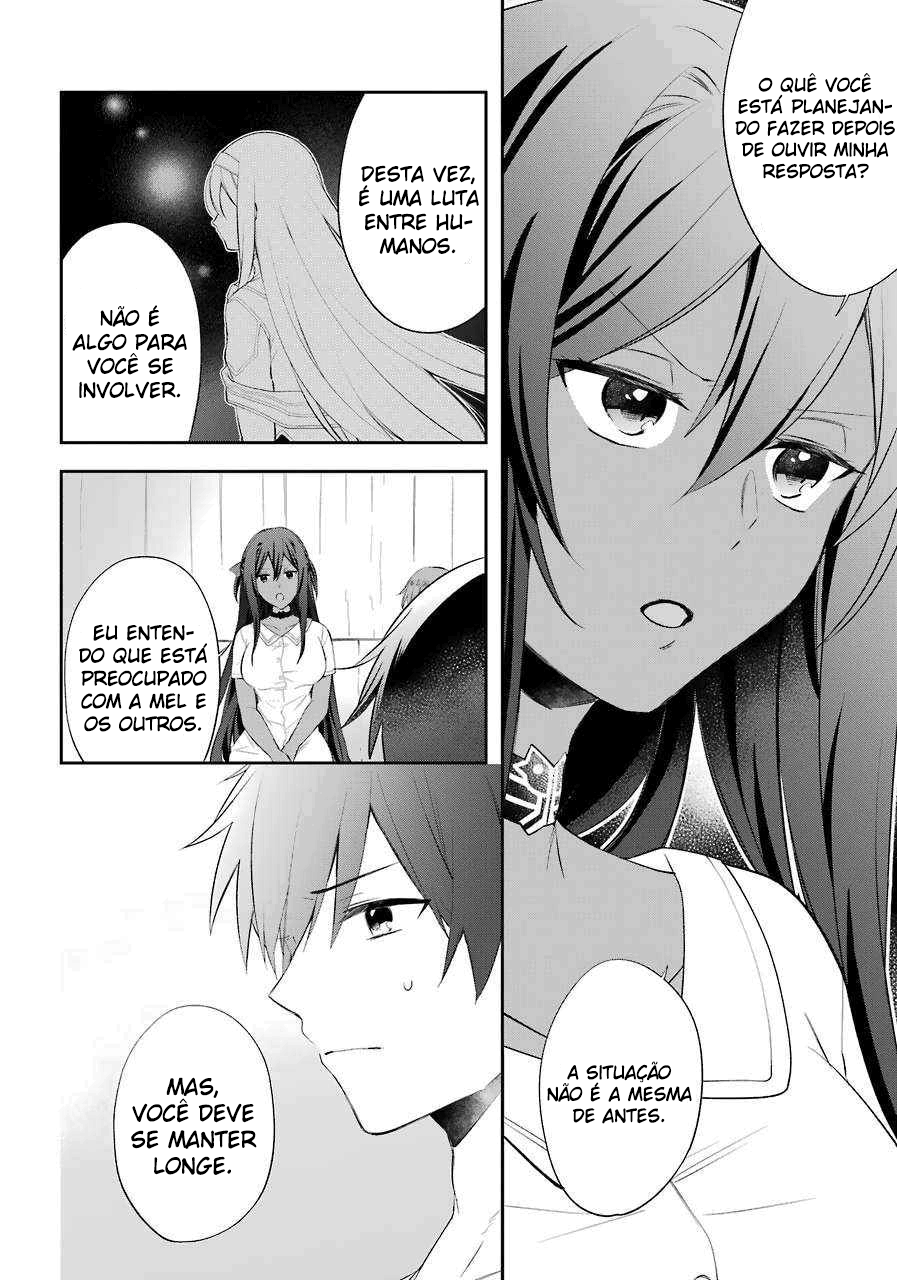 O QUÊ VOCÊ
ESTÁ PLANEJAN-
DO FAZER DEPOIS
DE OUVIR MINHA
RESPOSTA?
A SITUAÇÃO
NÃO É A MESMA
DE ANTES.
DESTA VEZ,
É UMA LUTA
ENTRE HU-
MANOS.
NÃO É
ALGO PARA
VOCÊ SE
INVOLVER.
EU ENTEN-
DO QUE ESTÁ
PREOCUPADO
COM A MEL E
OS OUTROS.
MAS,
VOCÊ DEVE
SE MANTER
LONGE.